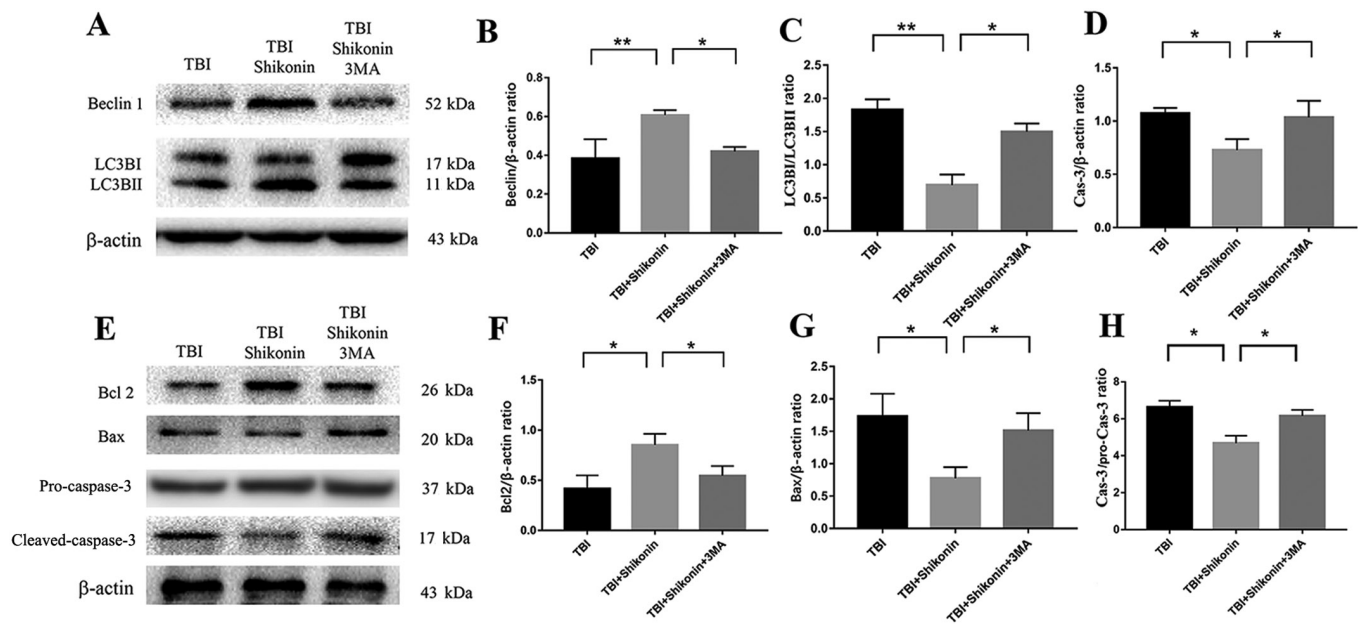 A
TBI
TBI
Shikonin
TBI
Shikonin
3MA
Beclin 1
52 kDa
LC3BI
17 kDa
LC3BII
11 kDa
β-actin
43 kDa
B
**
*
Beclin/β-actin ratio
0.8
0.6
0.4
0.2
0.0
TBI
TBI+Shikonin
TBI+Shikonin+3MA
C
**
*
LC3BI/LC3BII ratio
2.5
2.0
1.5
1.0
0.5
0.0
TBI
TBI+Shikonin
TBI+Shikonin+3MA
D
*
*
Cas-3/β-actin ratio
1.5
1.0
0.5
0.0
TBI
TBI+Shikonin
TBI+Shikonin+3MA
E
TBI
TBI
Shikonin
TBI
Shikonin
3MA
Bcl 2
26 kDa
Bax
20 kDa
Pro-caspase-3
37 kDa
Cleaved-caspase-3
17 kDa
β-actin
43 kDa
F
*
*
Bcl2/β-actin ratio
1.5
1.0
0.5
0.0
TBI
TBI+Shikonin
TBI+Shikonin+3MA
G
*
*
Bax/β-actin ratio
2.5
2.0
1.5
1.0
0.5
0.0
TBI
TBI+Shikonin
TBI+Shikonin+3MA
H
*
*
Cas-3/pro-Cas-3 ratio
8
6
4
2
0
TBI
TBI+Shikonin
TBI+Shikonin+3MA